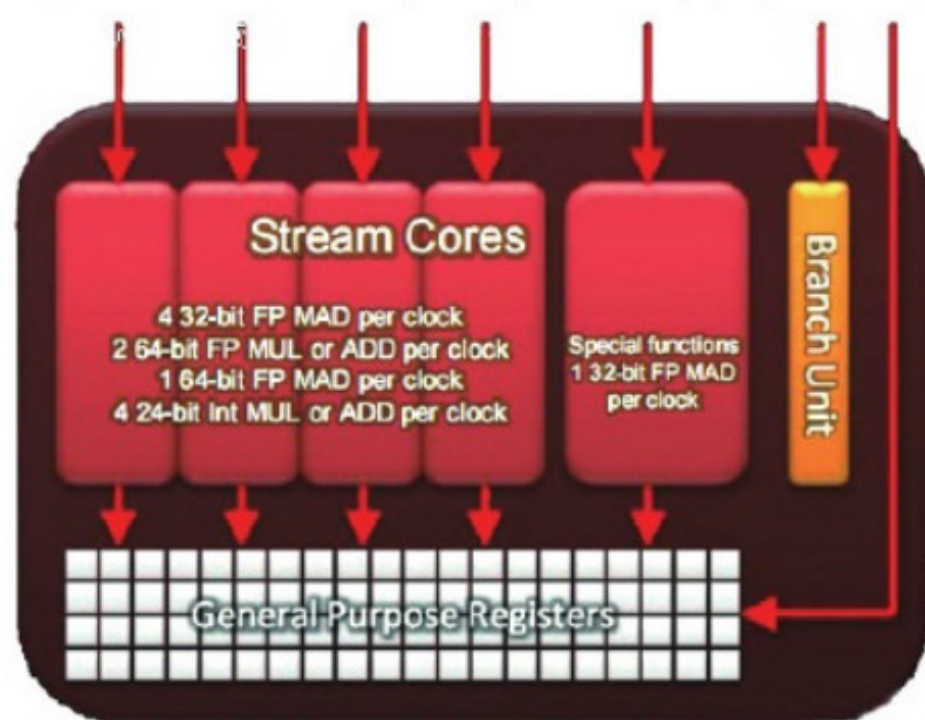 Stream Cores
4 32-bit FP MAD per clock
2 64-bit FP MUL or ADD per clock
1 64-bit FP MAD per clock
4 24-bit Int MUL or ADD per clock
Special functions
1 32-bit FP MAD
per clock
Branch Unit
General Purpose Registers